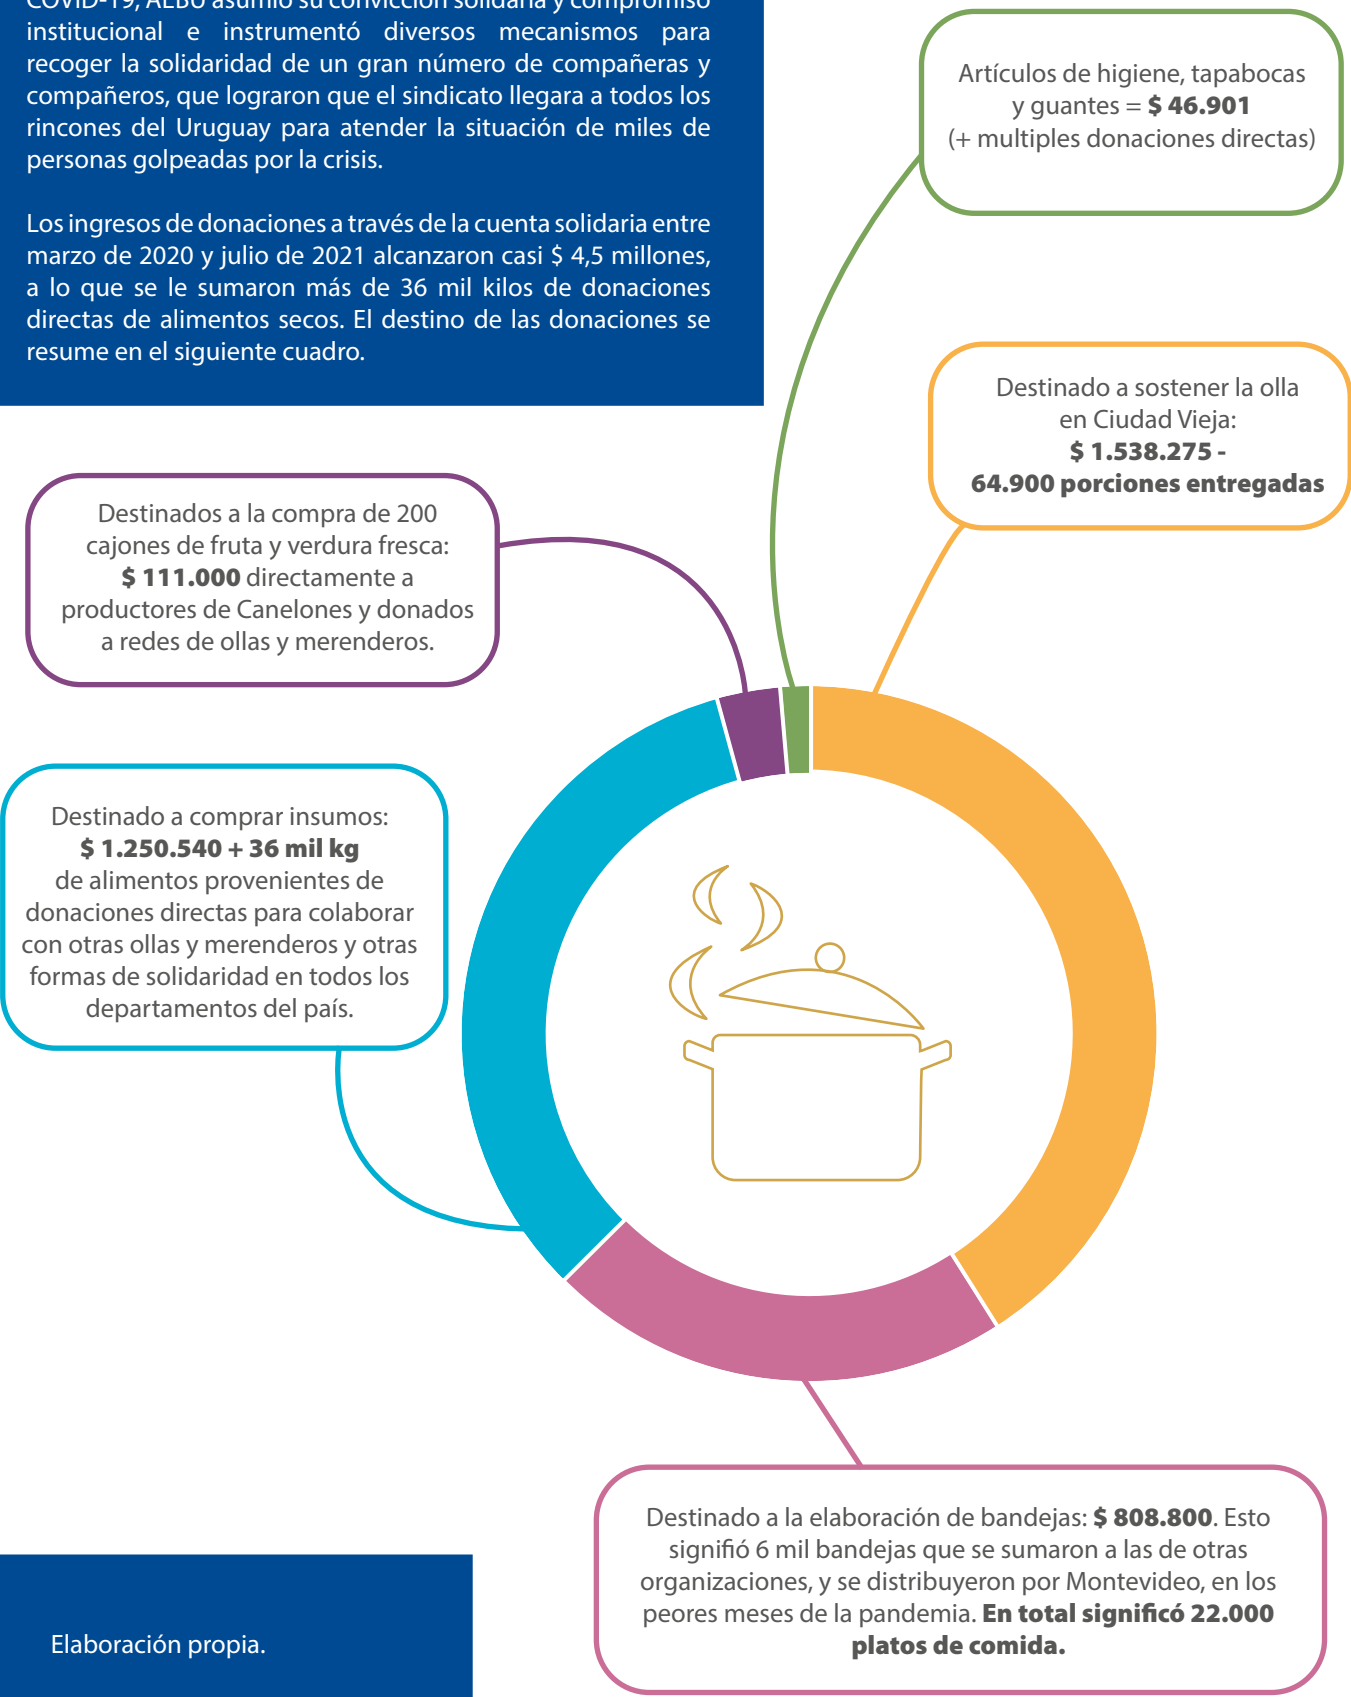 COVID-19, AEBU asumió su convicción solidaria y compromiso
institucional e instrumentó diversos mecanismos para
recoger la solidaridad de un gran número de compañeras y
compañeros, que lograron que el sindicato llegara a todos los
rincones del Uruguay para atender la situación de miles de
personas golpeadas por la crisis.
Los ingresos de donaciones a través de la cuenta solidaria entre
marzo de 2020 y julio de 2021 alcanzaron casi $ 4,5 millones,
a lo que se le sumaron más de 36 mil kilos de donaciones
directas de alimentos secos. El destino de las donaciones se
resume en el siguiente cuadro.
Artículos de higiene, tapabocas
y guantes = $ 46.901
(+ multiples donaciones directas)
Destinado a sostener la olla
en Ciudad Vieja:
$ 1.538.275 -
64.900 porciones entregadas
Destinados a la compra de 200
cajones de fruta y verdura fresca:
$ 111.000 directamente a
productores de Canelones y donados
a redes de ollas y merenderos.
Destinado a comprar insumos:
$ 1.250.540 + 36 mil kg
de alimentos provenientes de
donaciones directas para colaborar
con otras ollas y merenderos y otras
formas de solidaridad en todos los
departamentos del país.
Destinado a la elaboración de bandejas: $ 808.800. Esto
signifió 6 mil bandejas que se sumaron a las de otras
organizaciones, y se distribuyeron por Montevideo, en los
peores meses de la pandemia. En total significó 22.000
platos de comida.
Elaboración propia.